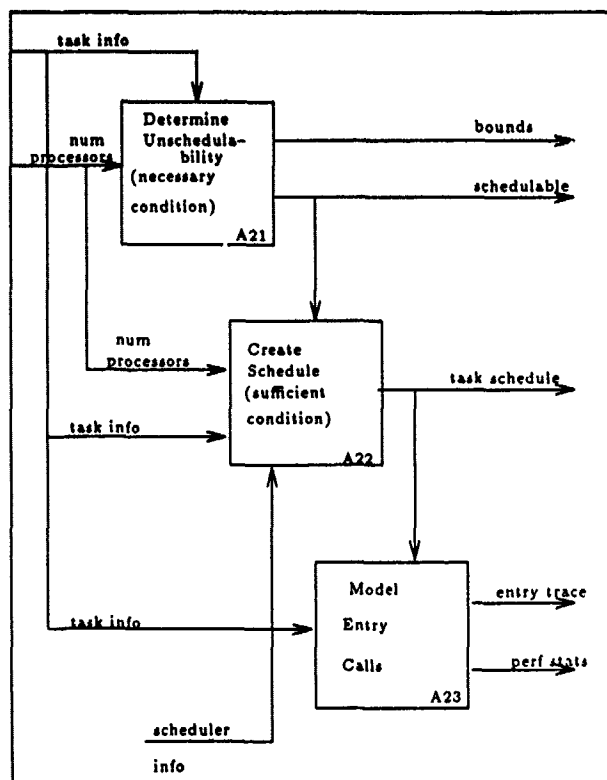 task info
Determine
Unschedula-
bility
(necessary
condition)
A21
num
processors
bounds
schedulable
num
processors
Create
Schedule
(sufficient
condition)
A22
task info
task schedule
Model
Entry
Calls
A23
task info
entry trace
perf stats
scheduler
info